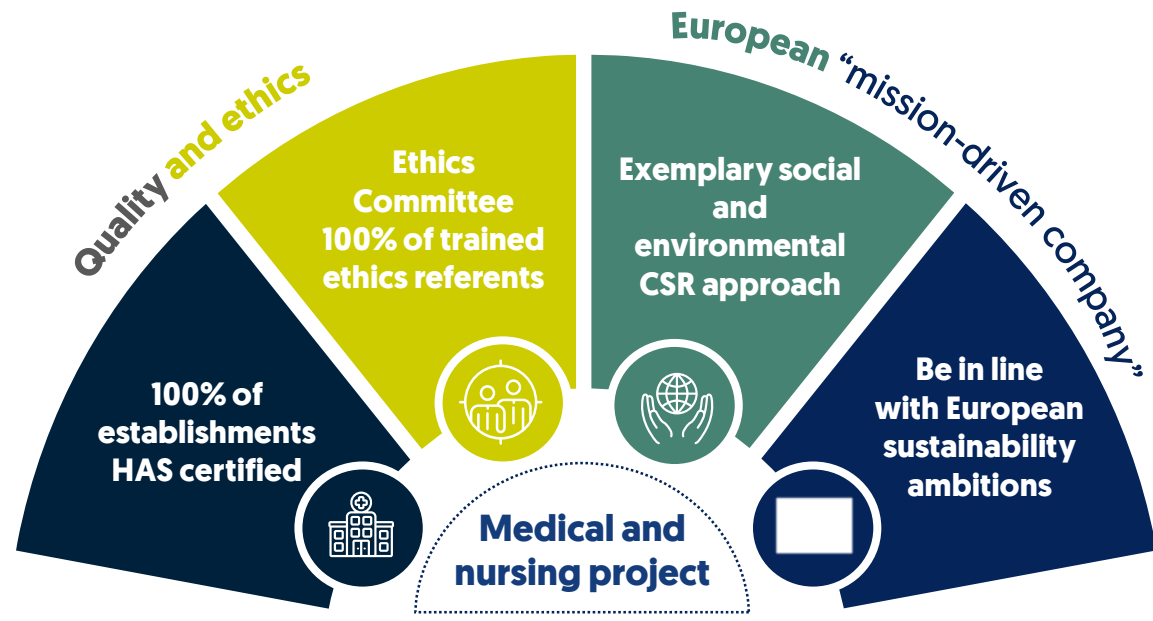 Quality and ethics
European “mission-driven company”
Ethics
Committee
100% of trained
ethics referents
Exemplary social
and
environmental
CSR approach
100% of
establishments
HAS certified
Be in line
with European
sustainability
ambitions
Medical and
nursing project